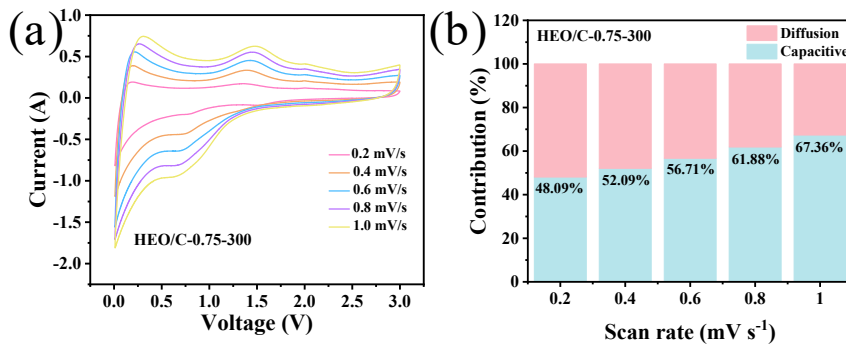 (a)
1.0
0.5
0.0
-0.5
-1.0
-1.5
-2.0
Current (A)
0.2 mV/s
0.4 mV/s
0.6 mV/s
0.8 mV/s
1.0 mV/s
HEO/C-0.75-300
0.0 0.5 1.0 1.5 2.0 2.5 3.0
Voltage (V)
(b)
120
100
80
60
40
20
0
Contribution (%)
HEO/C-0.75-300
Diffusion
Capacitive
48.09%
52.09%
56.71%
61.88%
67.36%
0.2 0.4 0.6 0.8 1
Scan rate (mV s⁻¹)